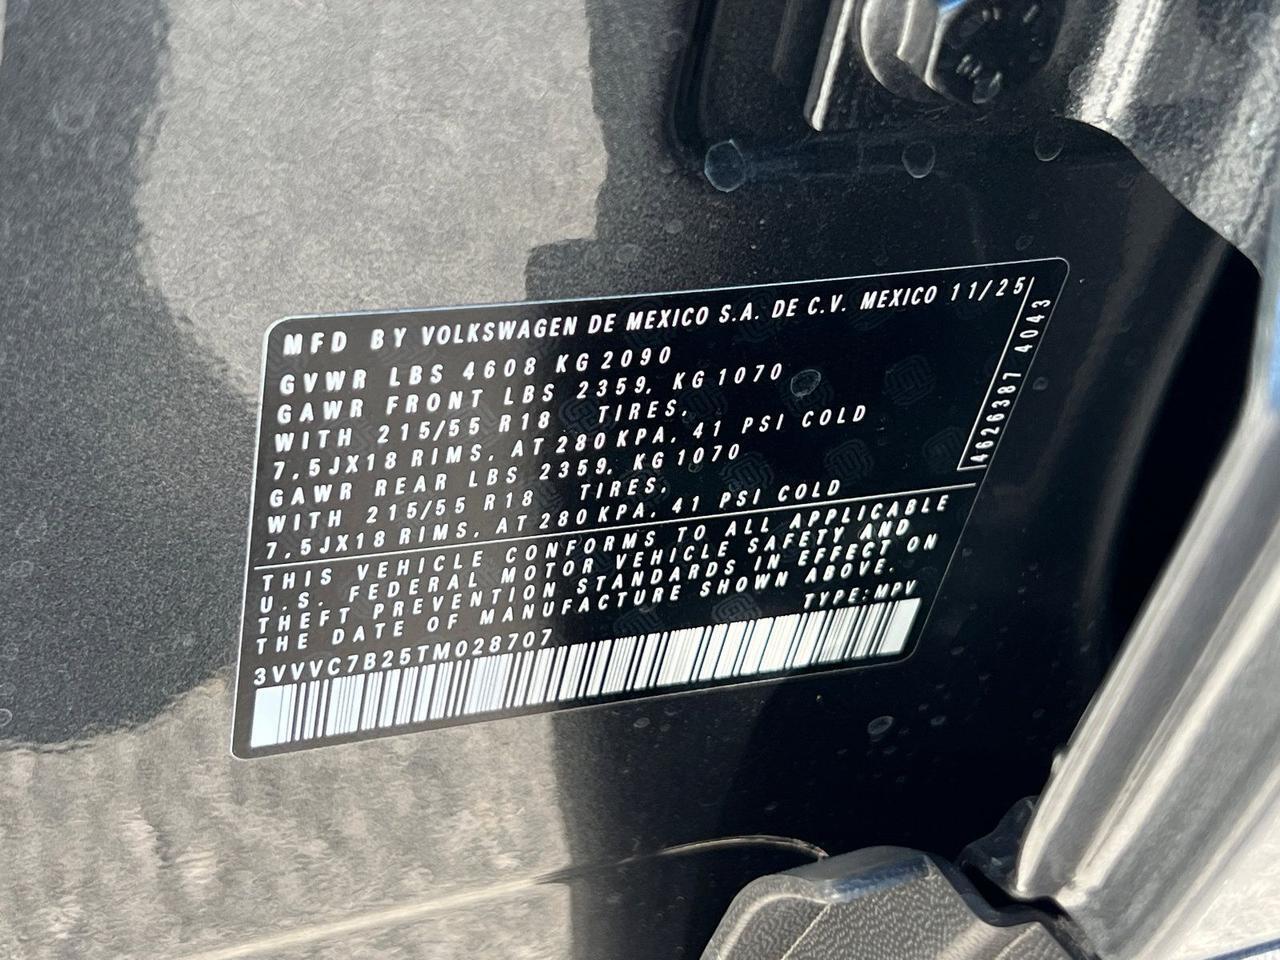 MFD BY VOLKSWAGEN DE MEXICO S.A. DE C.V. MEXICO 11/25
GVWR LBS 4608 KG 2090
GAWR FRONT LBS 2359, KG 1070
WITH 215/55 R18 TIRES,
7,5JX18 RIMS, AT 280 KPA, 41 PSI COLD
GAWR REAR LBS 2359, KG 1070
WITH 215/55 R18 TIRES,
7,5JX18 RIMS, AT 280 KPA, 41 PSI COLD
4626387 4043
THIS VEHICLE CONFORMS TO ALL APPLICABLE
U.S. FEDERAL MOTOR VEHICLE SAFETY AND
THEFT PREVENTION STANDARDS IN EFFECT ON
THE DATE OF MANUFACTURE SHOWN ABOVE.
3VVVC7B25TM028707 TYPE: MPV